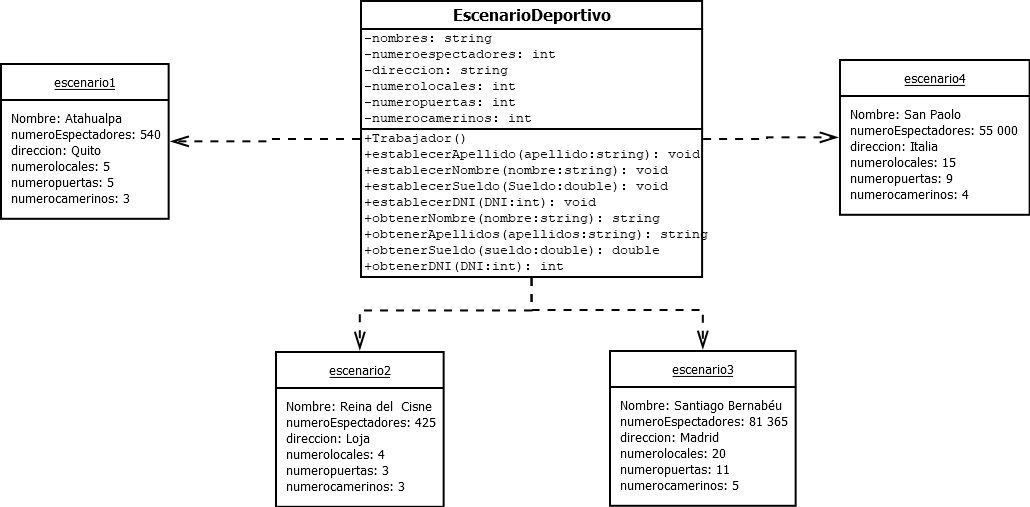 EscenarioDeportivo
-nombres: string
-numeroespectadores: int
-direccion: string
-numerolocales: int
-numeropuertas: int
-numerocamerinos: int
+Trabajador()
+establecerApellido(apellido:string): void
+establecerNombre(nombre:string): void
+establecerSueldo(Sueldo:double): void
+establecerDNI(DNI:int): void
+obtenerNombre(nombre:string): string
+obtenerApellidos(apellidos:string): string
+obtenerSueldo(sueldo:double): double
+obtenerDNI(DNI:int): int
escenario1
Nombre: Atahualpa
numeroEspectadores: 540
direccion: Quito
numerolocales: 5
numeropuertas: 5
numerocamerinos: 3
escenario4
Nombre: San Paolo
numeroEspectadores: 55 000
direccion: Italia
numerolocales: 15
numeropuertas: 9
numerocamerinos: 4
escenario2
Nombre: Reina del  Cisne
numeroEspectadores: 425
direccion: Loja
numerolocales: 4
numeropuertas: 3
numerocamerinos: 3
escenario3
Nombre: Santiago Bernabéu
numeroEspectadores: 81 365
direccion: Madrid
numerolocales: 20
numeropuertas: 11
numerocamerinos: 5